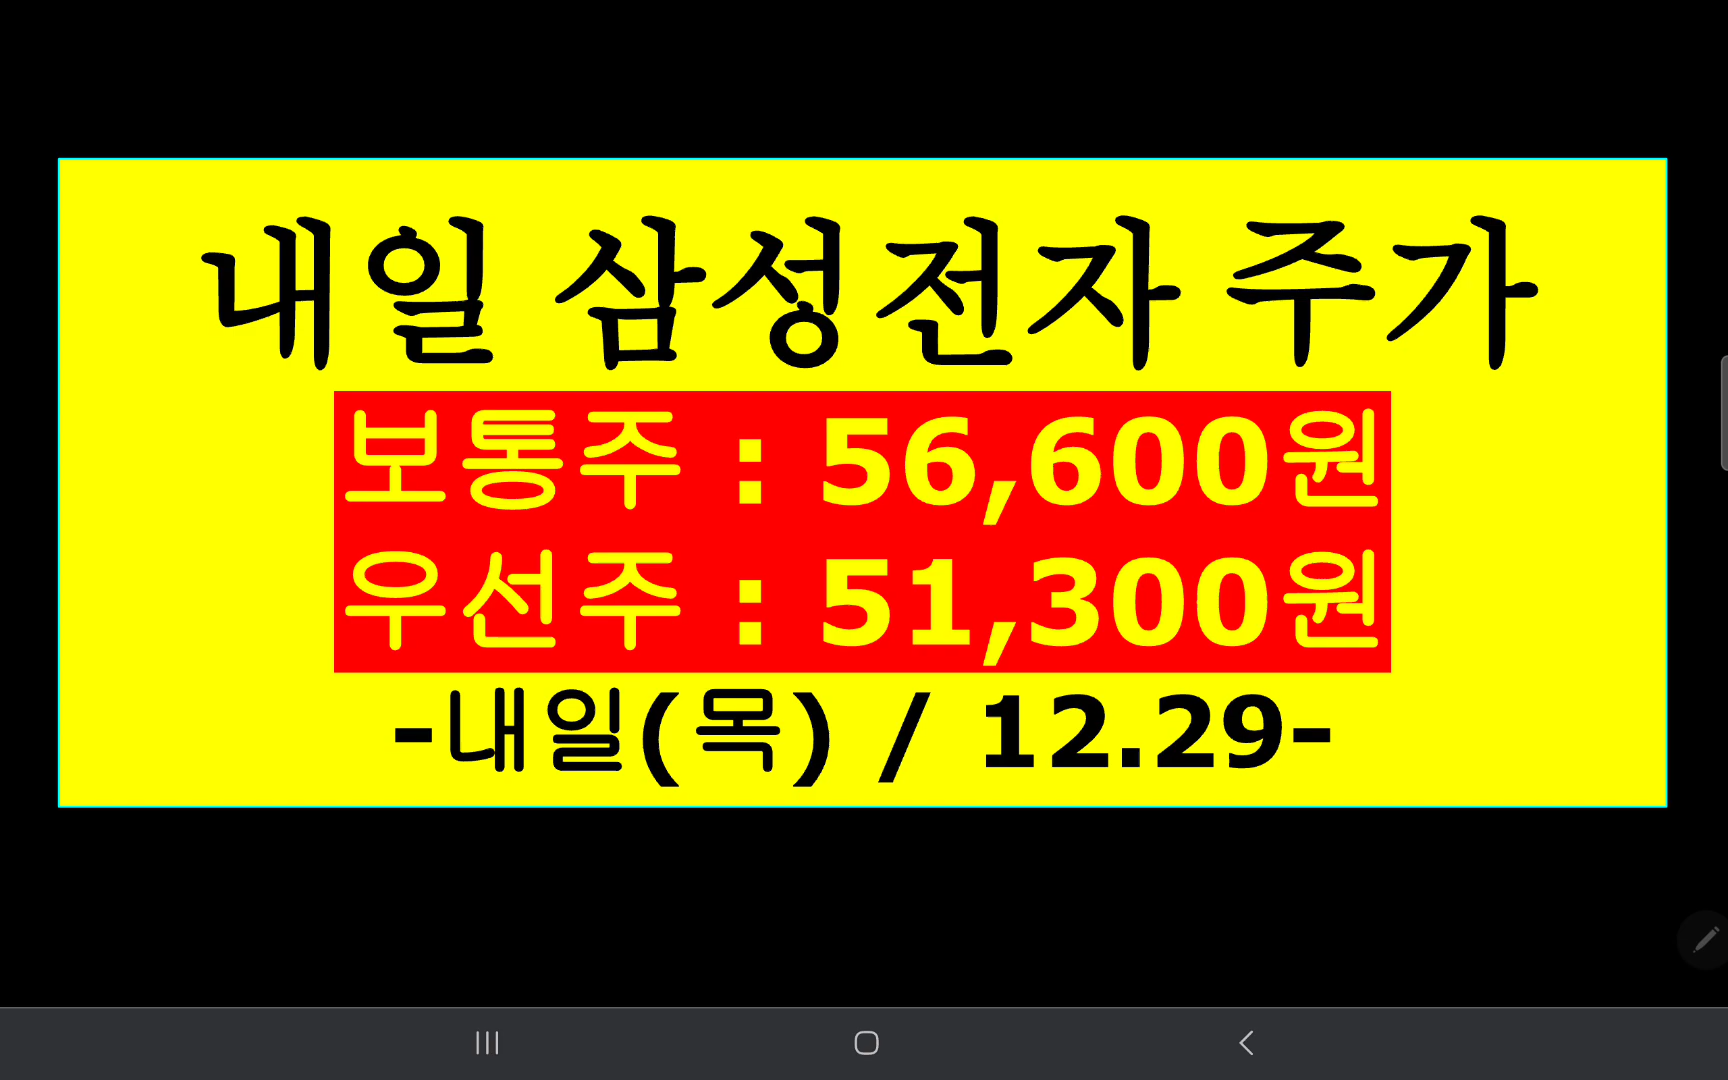 내일 삼성전자 주가
보통주 : 56,600원
우선주 : 51,300원
-내일(목) / 12.29-